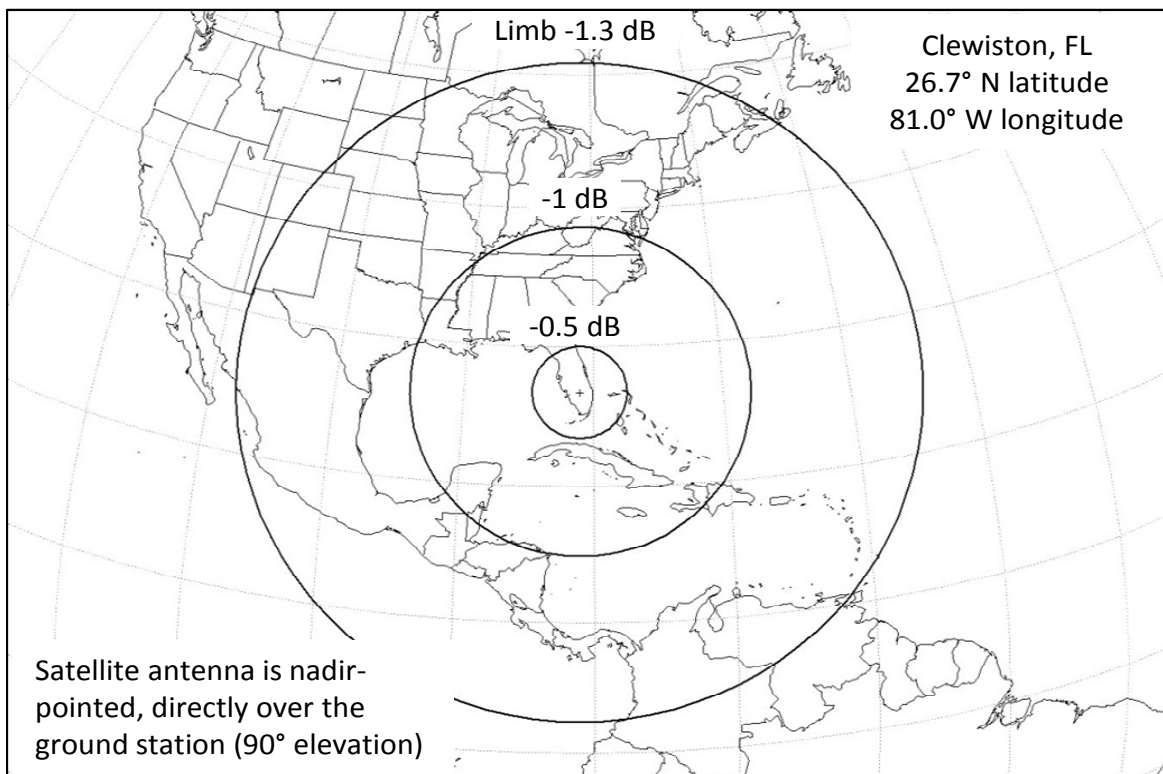 Limb -1.3 dB
Clewiston, FL
26.7° N latitude
81.0° W longitude
-1 dB
-0.5 dB
Satellite antenna is nadir-
pointed, directly over the
ground station (90° elevation)